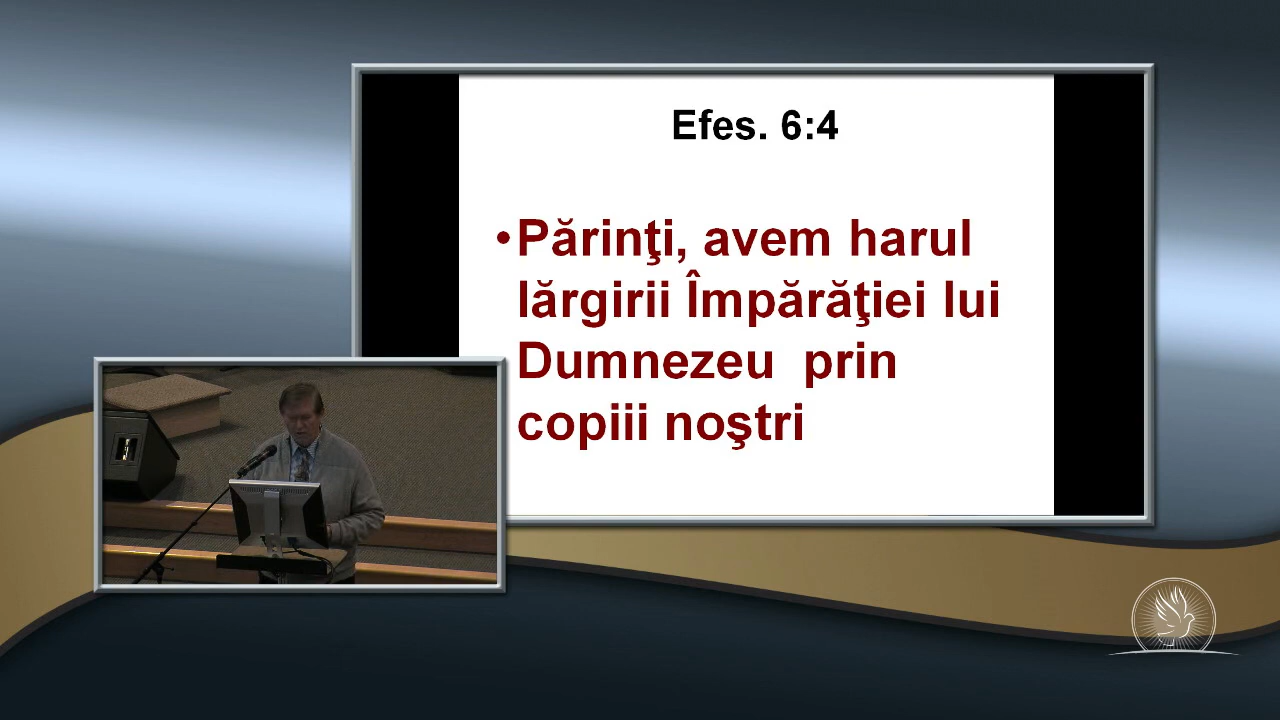 Efes. 6:4
•Părinţi, avem harul
lărgirii Împărăţiei lui
Dumnezeu  prin
copiii noştri